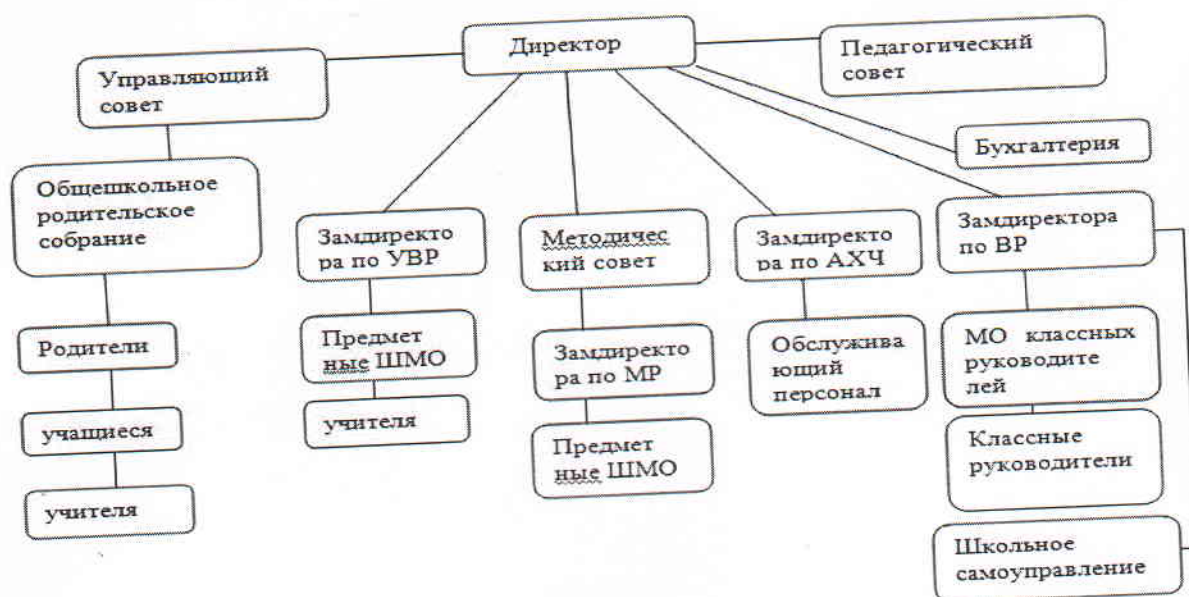 Директор
Педагогический
совет
Управляющий
совет
Бухгалтерия
Общешкольное
родительское
собрание
Замдиректо
ра по УВР
Методичес
кий совет
Замдиректо
ра по АХЧ
Замдиректора
по ВР
Родители
Предмет
ные ШМО
Замдиректо
ра по МР
Обслужива
ющий
персонал
МО классных
руководите
лей
учащиеся
учителя
Предмет
ные ШМО
Классные
руководители
учителя
Школьное
самоуправление